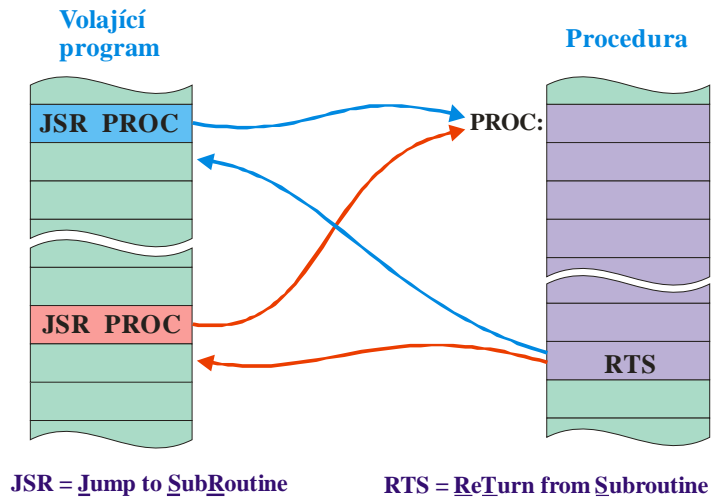 Volající
program
Procedura
JSR PROC
PROC:
JSR PROC
RTS
JSR = Jump to SubRoutine
RTS = ReTurn from Subroutine